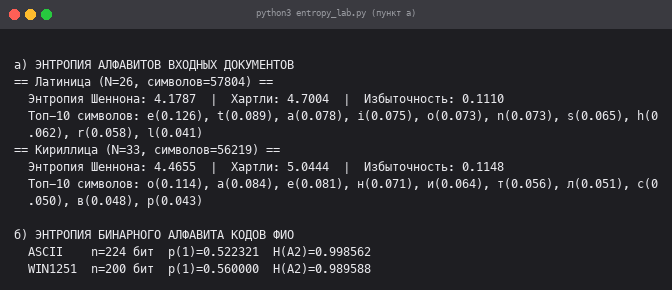 python3 entropy_lab.py (пункт а)
а) ЭНТРОПИЯ АЛФАВИТОВ ВХОДНЫХ ДОКУМЕНТОВ
== Латиница (N=26, символов=57804) ==
Энтропия Шеннона: 4.1787 | Хартли: 4.7004 | Избыточность: 0.1110
Топ–10 символов: e(0.126), t(0.089), a(0.078), i(0.075), o(0.073), n(0.073), s(0.065), h(0
.062), r(0.058), l(0.041)
== Кириллица (N=33, символов=56219) ==
Энтропия Шеннона: 4.4655 | Хартли: 5.0444 | Избыточность: 0.1148
Топ–10 символов: о(0.114), а(0.084), е(0.081), н(0.071), и(0.064), т(0.056), л(0.051), с(0
.050), в(0.048), р(0.043)
б) ЭНТРОПИЯ БИНАРНОГО АЛФАВИТА КОДОВ ФИО
ASCII n=224 бит p(1)=0.522321 H(A2)=0.998562
WIN1251 n=200 бит p(1)=0.560000 H(A2)=0.989588